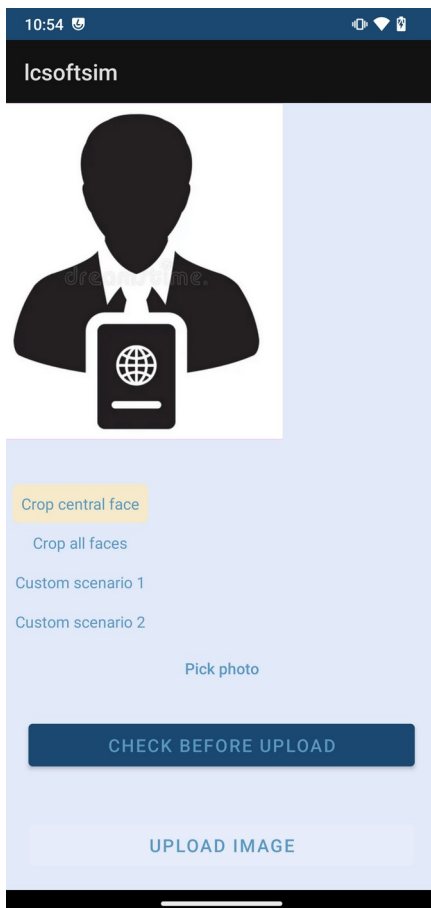 10:54
lcsoftsim
dreamstime.
Crop central face
Crop all faces
Custom scenario 1
Custom scenario 2
Pick photo
CHECK BEFORE UPLOAD
UPLOAD IMAGE